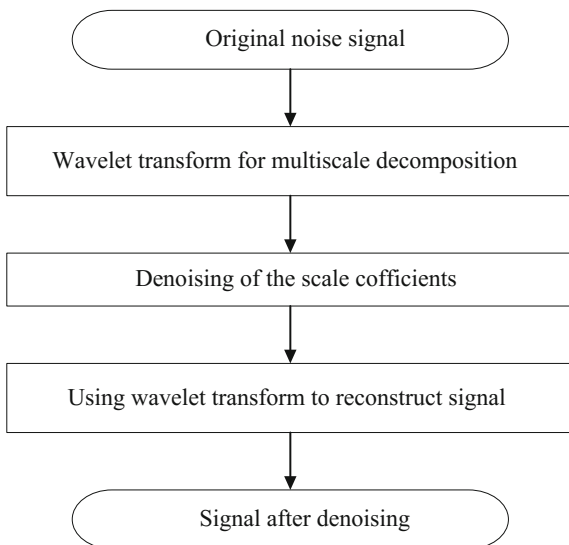 Original noise signal
Wavelet transform for multiscale decomposition
Denoising of the scale cofficients
Using wavelet transform to reconstruct signal
Signal after denoising